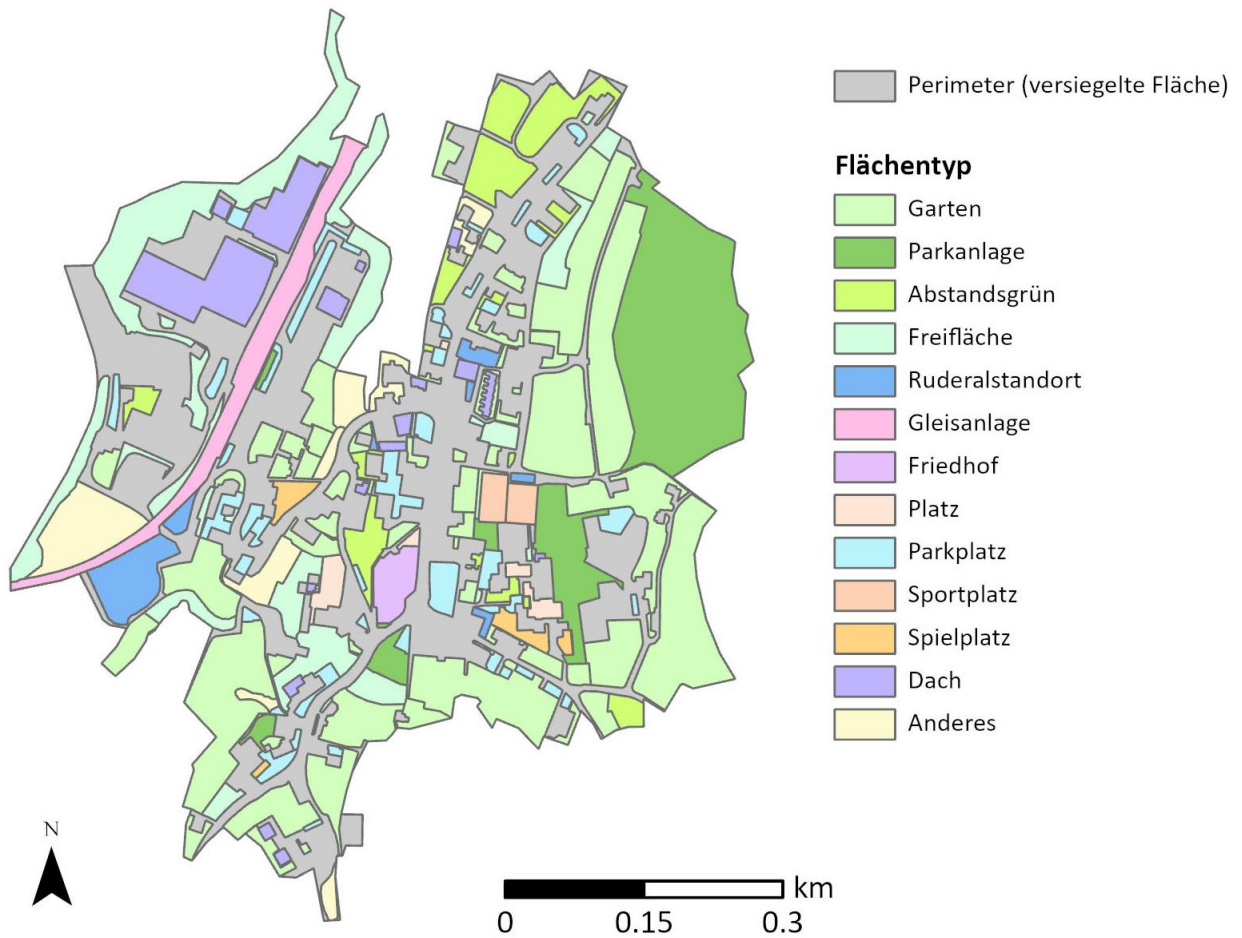 Perimeter (versiegelte Fläche)
Flächentyp
Garten
Parkanlage
Abstandsgrün
Freifläche
Ruderalstandort
Gleisanlage
Friedhof
Platz
Parkplatz
Sportplatz
Spielplatz
Dach
Anderes
N
km
0 0.15 0.3